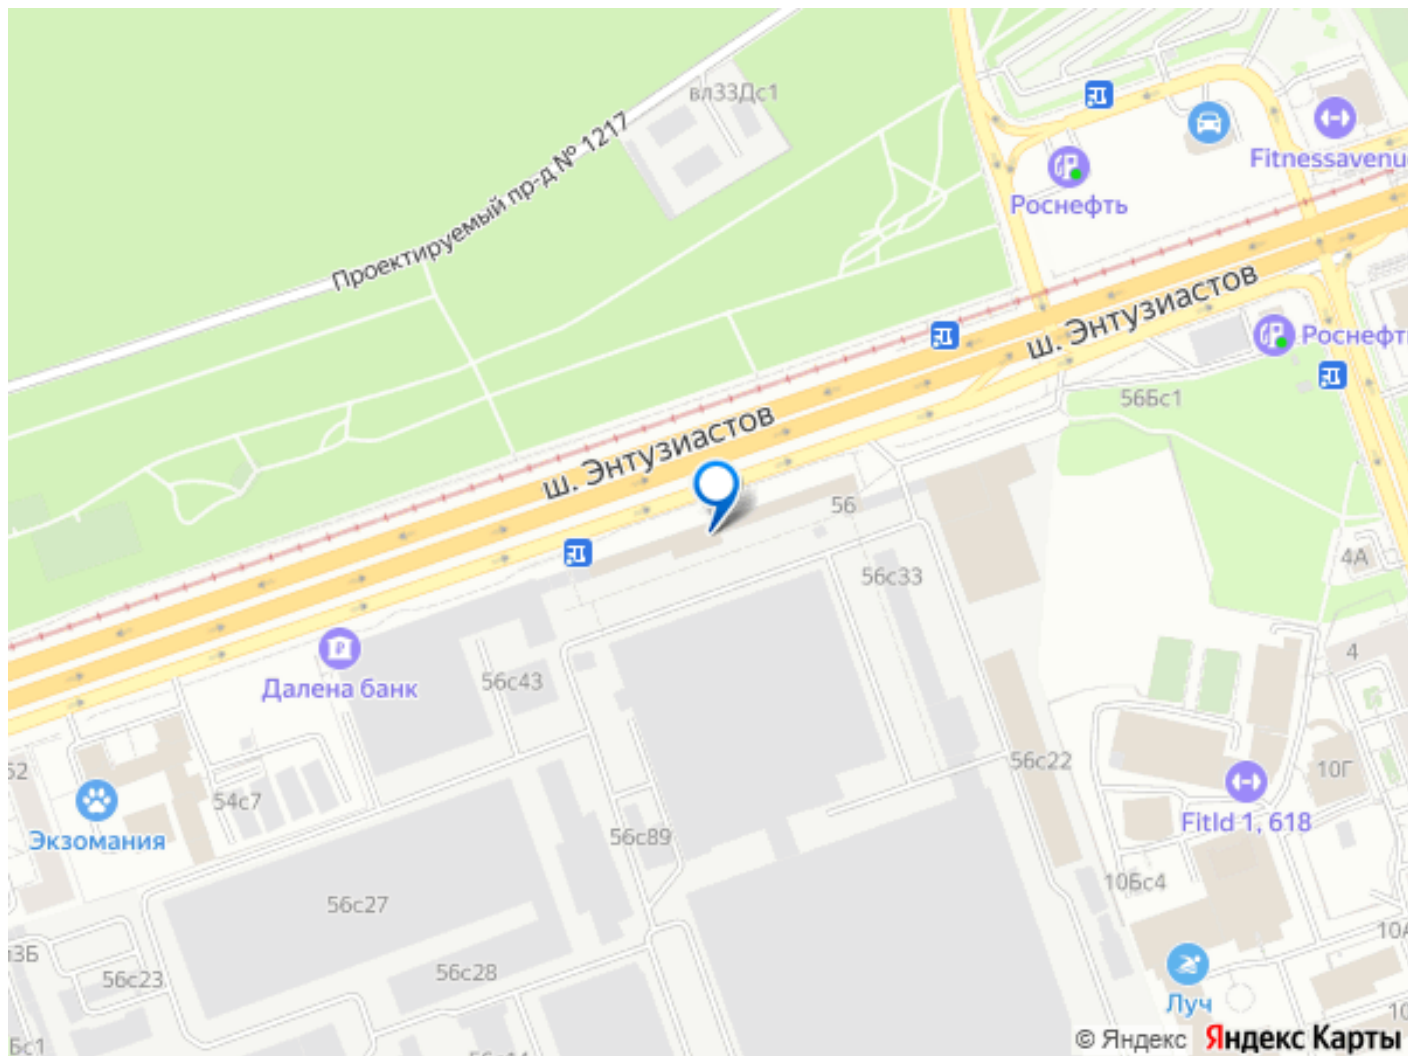 вл33Дс1
Проектируемый пр-д № 1217
Fitnessavenu
Роснефть
ш. Энтузиастов
Роснефть
56Бс1
ш. Энтузиастов
56
56с33
4А
4
Далена банк
56с43
52
56с22
10Г
54с7
Экзомания
56с89
FitId 1, 618
10Бс4
56с27
10А
3Б
56с23
56с28
Луч
10
Бс1
© Яндекс Яндекс Карты